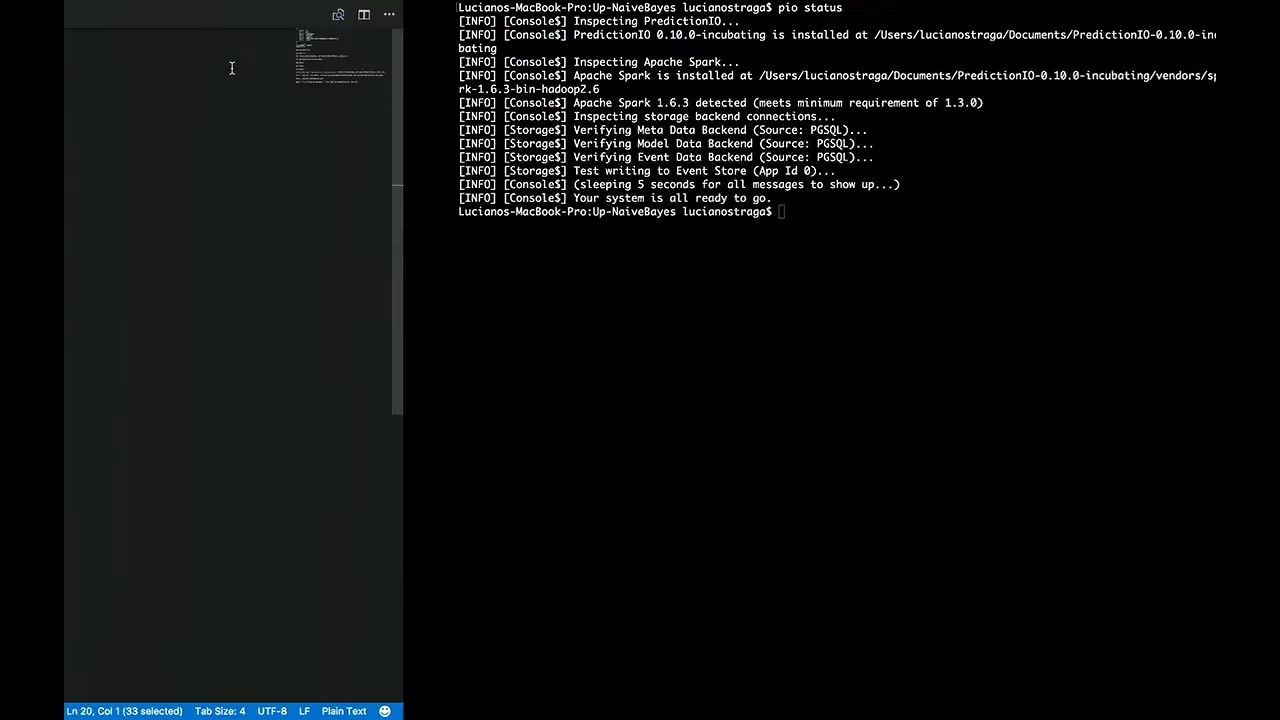 Lucianos-MacBook-Pro:Up-NaiveBayes lucianostraga$ pio status
[INFO] [Console$] Inspecting PredictionIO...
[INFO] [Console$] PredictionIO 0.10.0-incubating is installed at /Users/lucianostraga/Documents/PredictionIO-0.10.0-incu
bating
[INFO] [Console$] Inspecting Apache Spark...
[INFO] [Console$] Apache Spark is installed at /Users/lucianostraga/Documents/PredictionIO-0.10.0-incubating/vendors/sp
rk-1.6.3-bin-hadoop2.6
[INFO] [Console$] Apache Spark 1.6.3 detected (meets minimum requirement of 1.3.0)
[INFO] [Console$] Inspecting storage backend connections...
[INFO] [Storage$] Verifying Meta Data Backend (Source: PGSQL)...
[INFO] [Storage$] Verifying Model Data Backend (Source: PGSQL)...
[INFO] [Storage$] Verifying Event Data Backend (Source: PGSQL)...
[INFO] [Storage$] Test writing to Event Store (App Id 0)...
[INFO] [Console$] (sleeping 5 seconds for all messages to show up...)
[INFO] [Console$] Your system is all ready to go.
Lucianos-MacBook-Pro:Up-NaiveBayes lucianostraga$
Ln 20, Col 1 (33 selected) Tab Size: 4 UTF-8 LF Plain Text